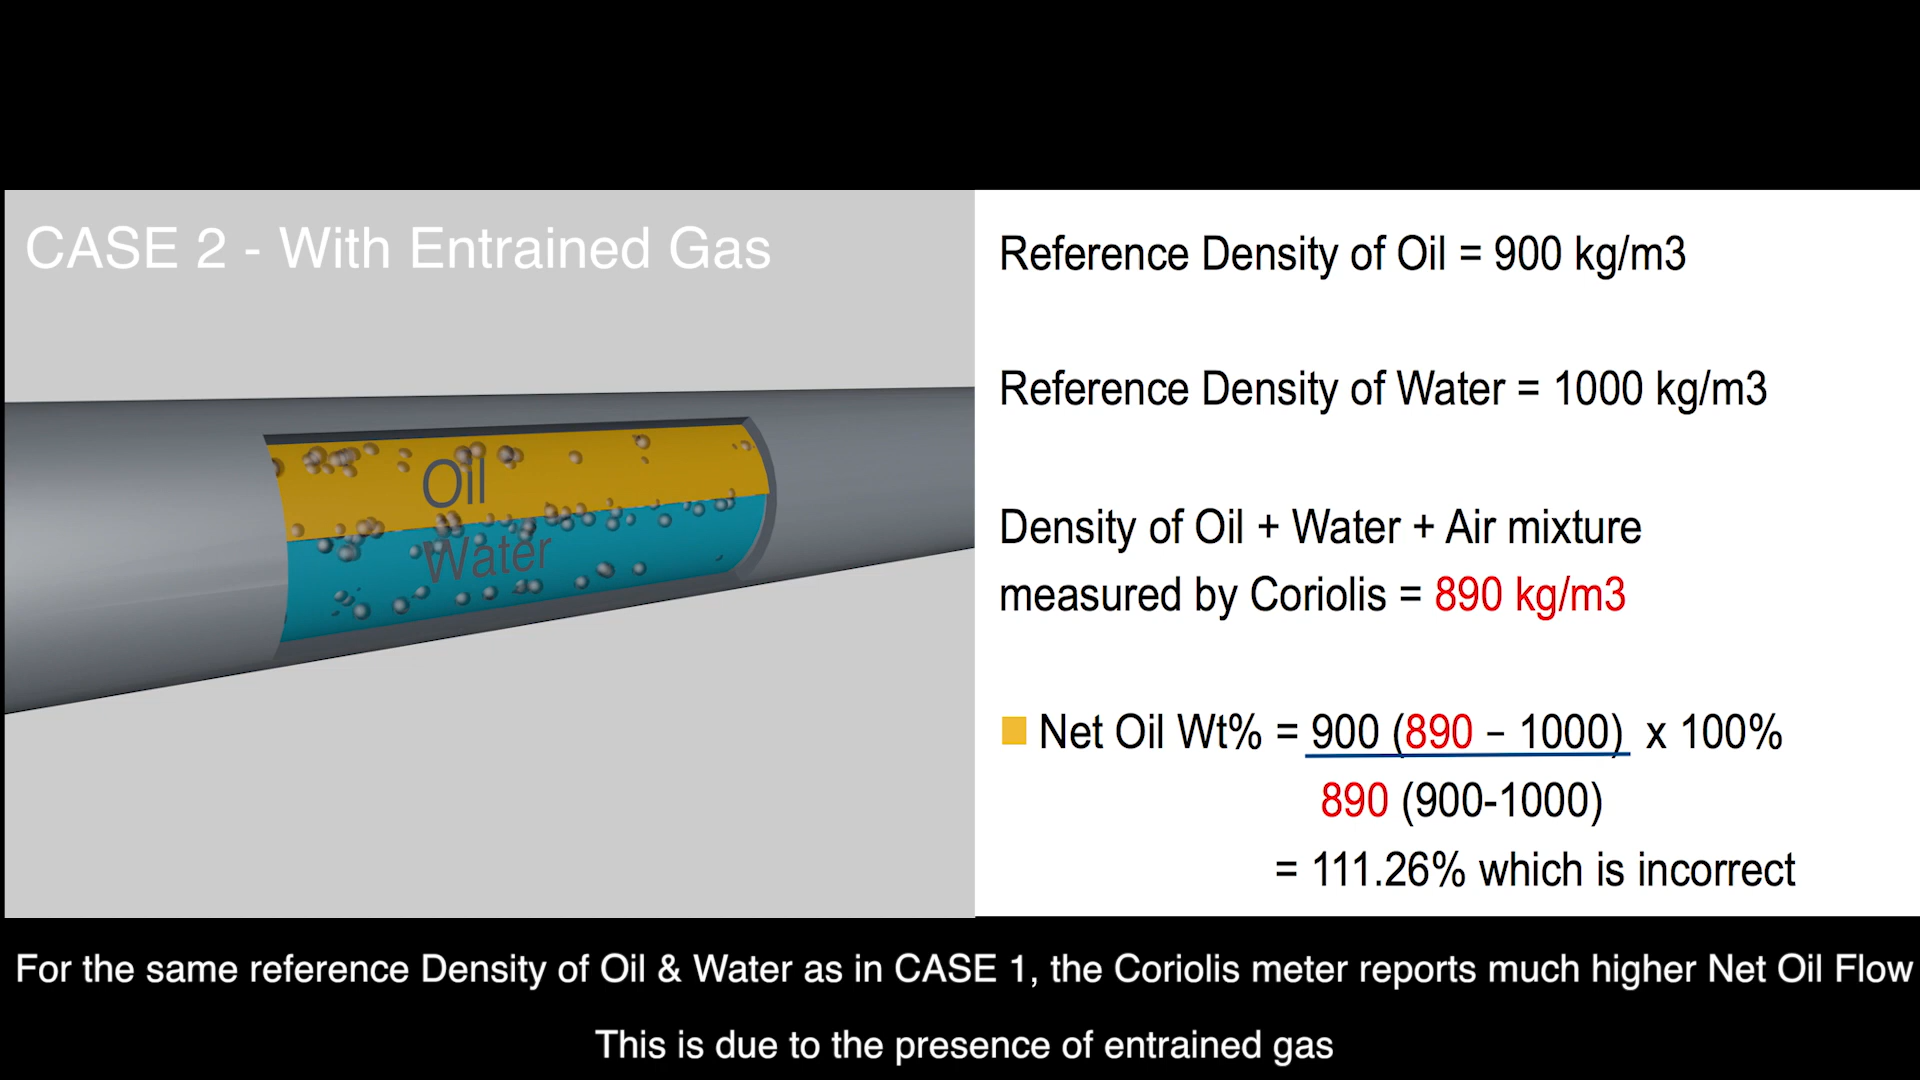 CASE 2 - With Entrained Gas
Oil
Water
Reference Density of Oil = 900 kg/m3
Reference Density of Water = 1000 kg/m3
Density of Oil + Water + Air mixture
measured by Coriolis = 890 kg/m3
Net Oil Wt% = 900 (890 – 1000) x 100%
890 (900-1000)
= 111.26% which is incorrect
For the same reference Density of Oil & Water as in CASE 1, the Coriolis meter reports much higher Net Oil Flow
This is due to the presence of entrained gas